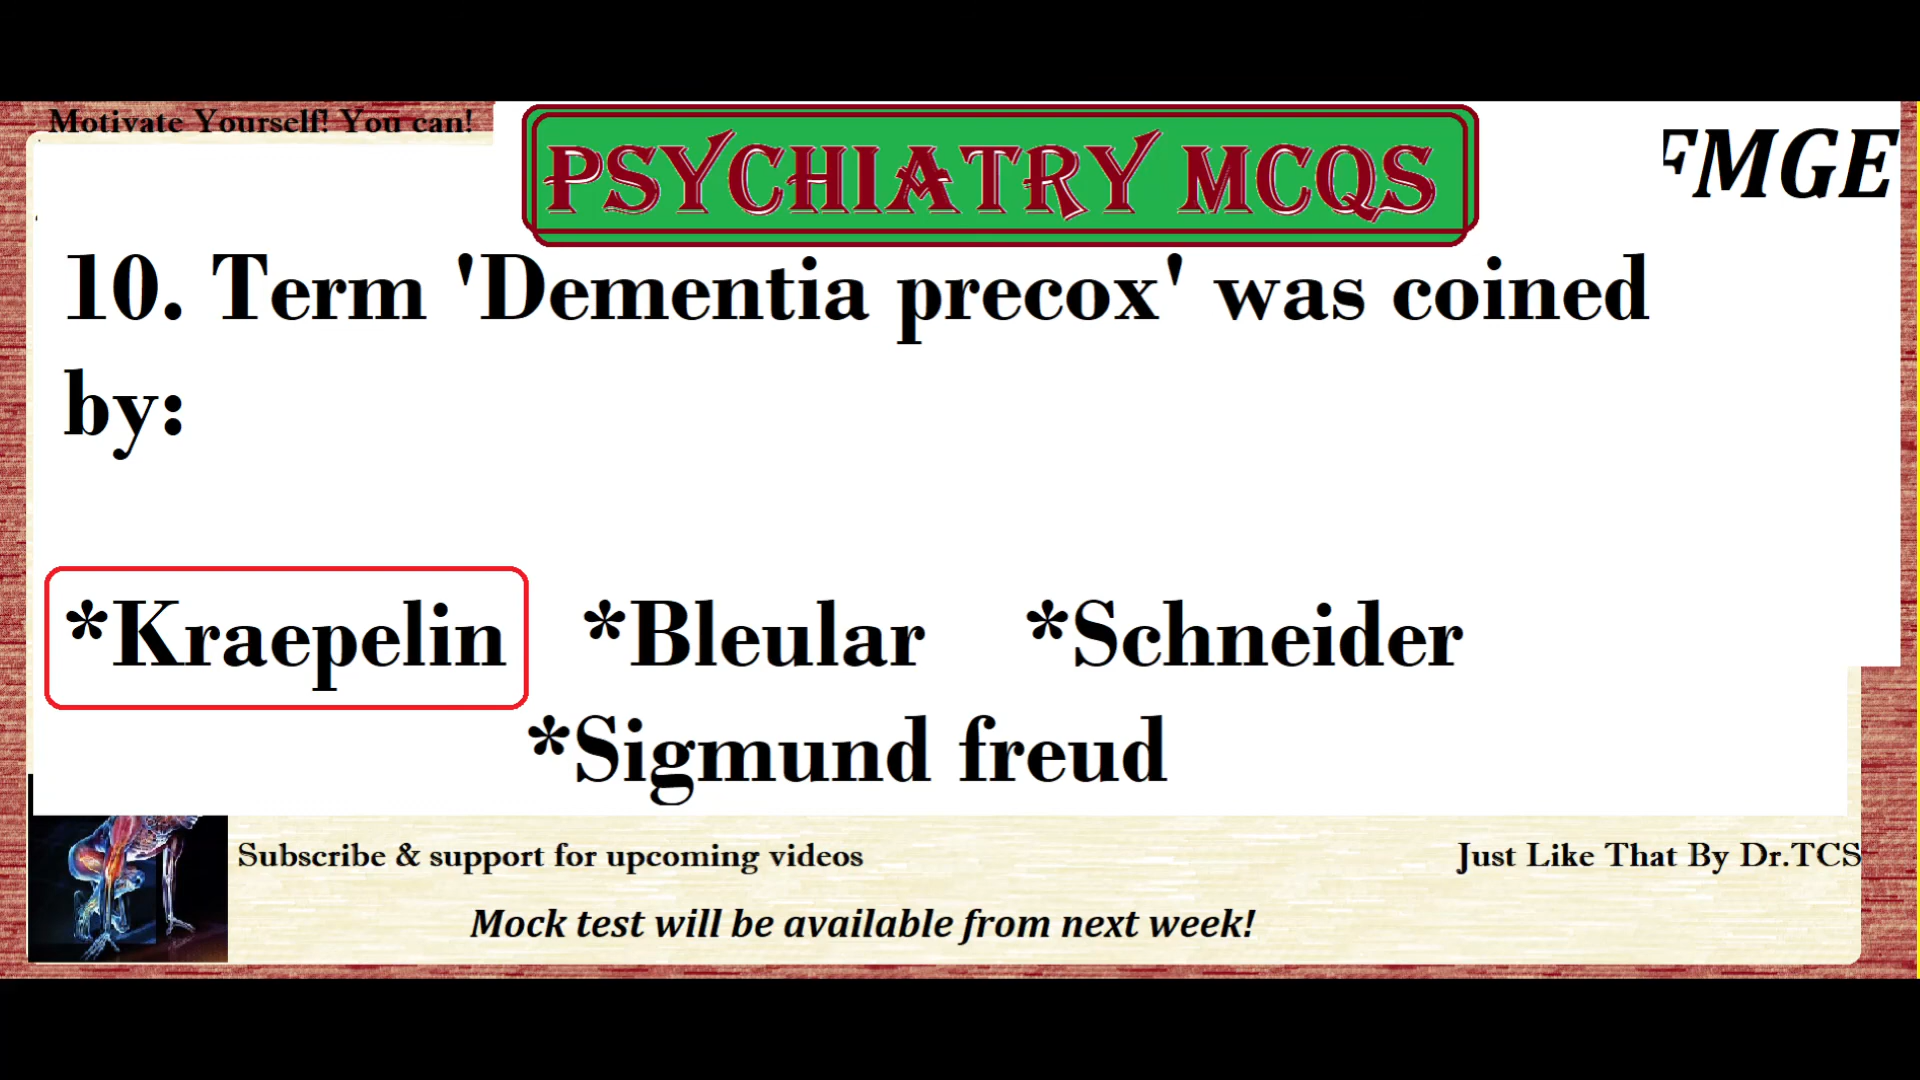 Motivate Yourself! You can!
PSYCHIATRY MCQS
FMGE
10. Term 'Dementia precox' was coined
by:
*Kraepelin *Bleular *Schneider
*Sigmund freud
Subscribe & support for upcoming videos
Just Like That By Dr.TCS
Mock test will be available from next week!